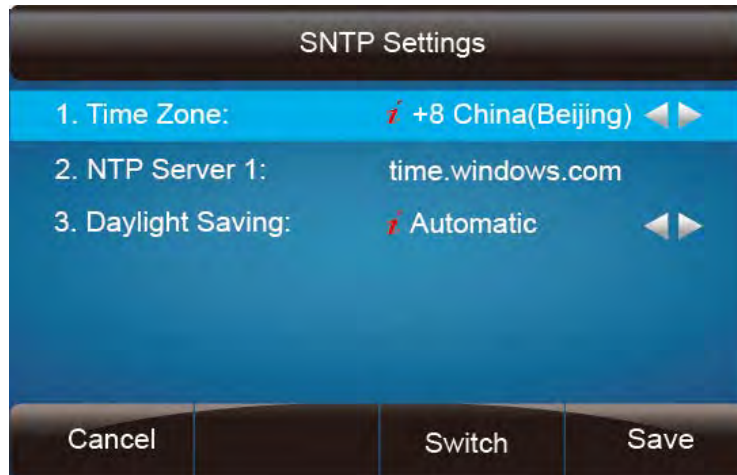 SNTP Settings
1. Time Zone: i +8 China(Beijing)
2. NTP Server 1: time.windows.com
3. Daylight Saving: i Automatic
Cancel Switch Save